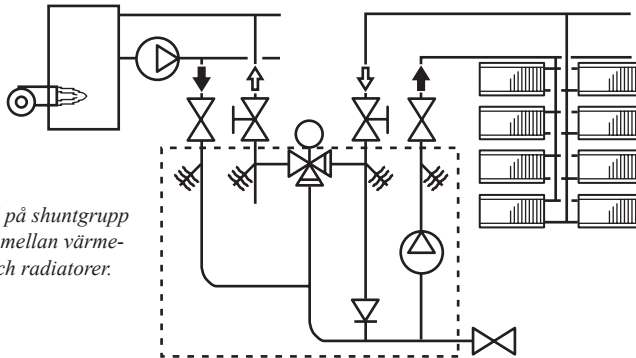 på shuntgrupp
mellan värme-
ch radiatorer.